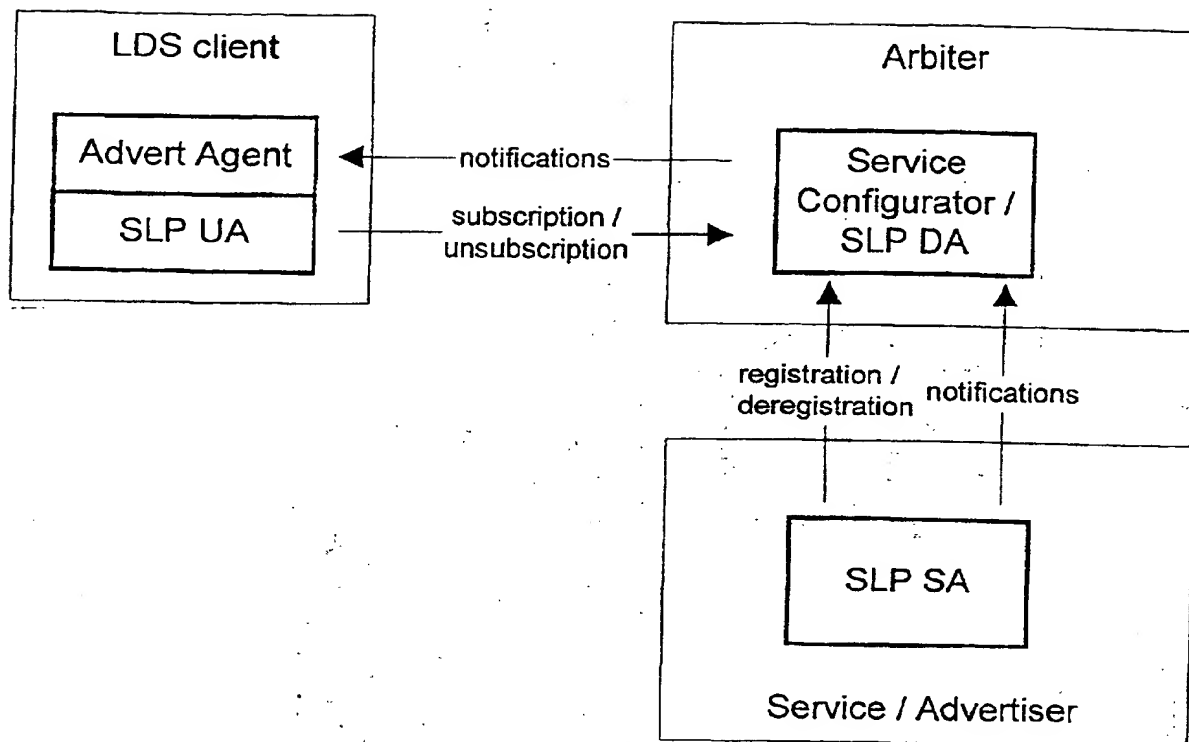 LDS client
Advert Agent
SLP UA
notifications
subscription /
unsubscription
Arbiter
Service
Configurator /
SLP DA
registration /
deregistration
notifications
SLP SA
Service / Advertiser